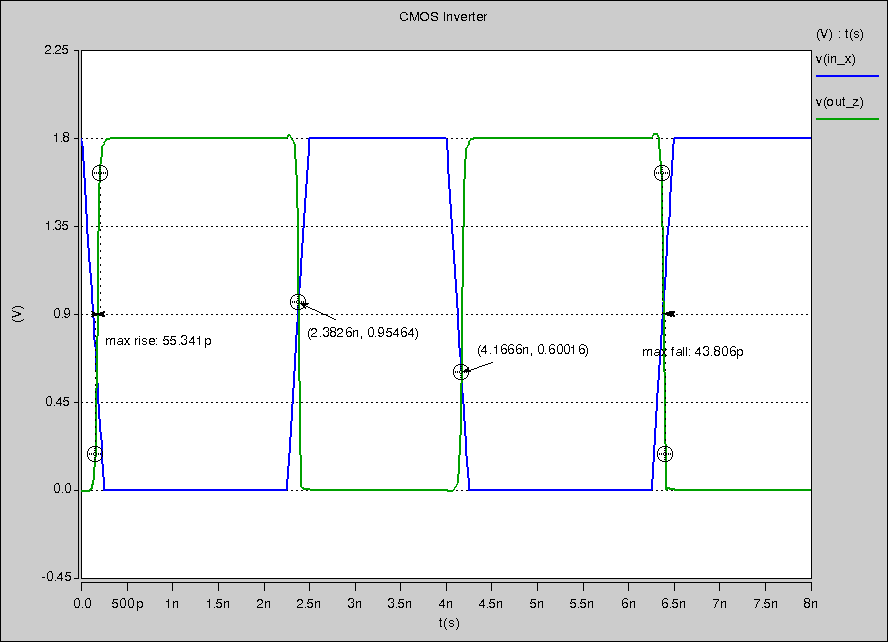 CMOS Inverter
(V) : t(s)
v(in_x)
v(out_z)
2.25
1.8
1.35
0.9
0.45
0.0
-0.45
(V)
max rise: 55.341p
(2.3826n, 0.95464)
(4.1666n, 0.60016)
max fall: 43.806p
0.0 500p 1n 1.5n 2n 2.5n 3n 3.5n 4n 4.5n 5n 5.5n 6n 6.5n 7n 7.5n 8n
t(s)